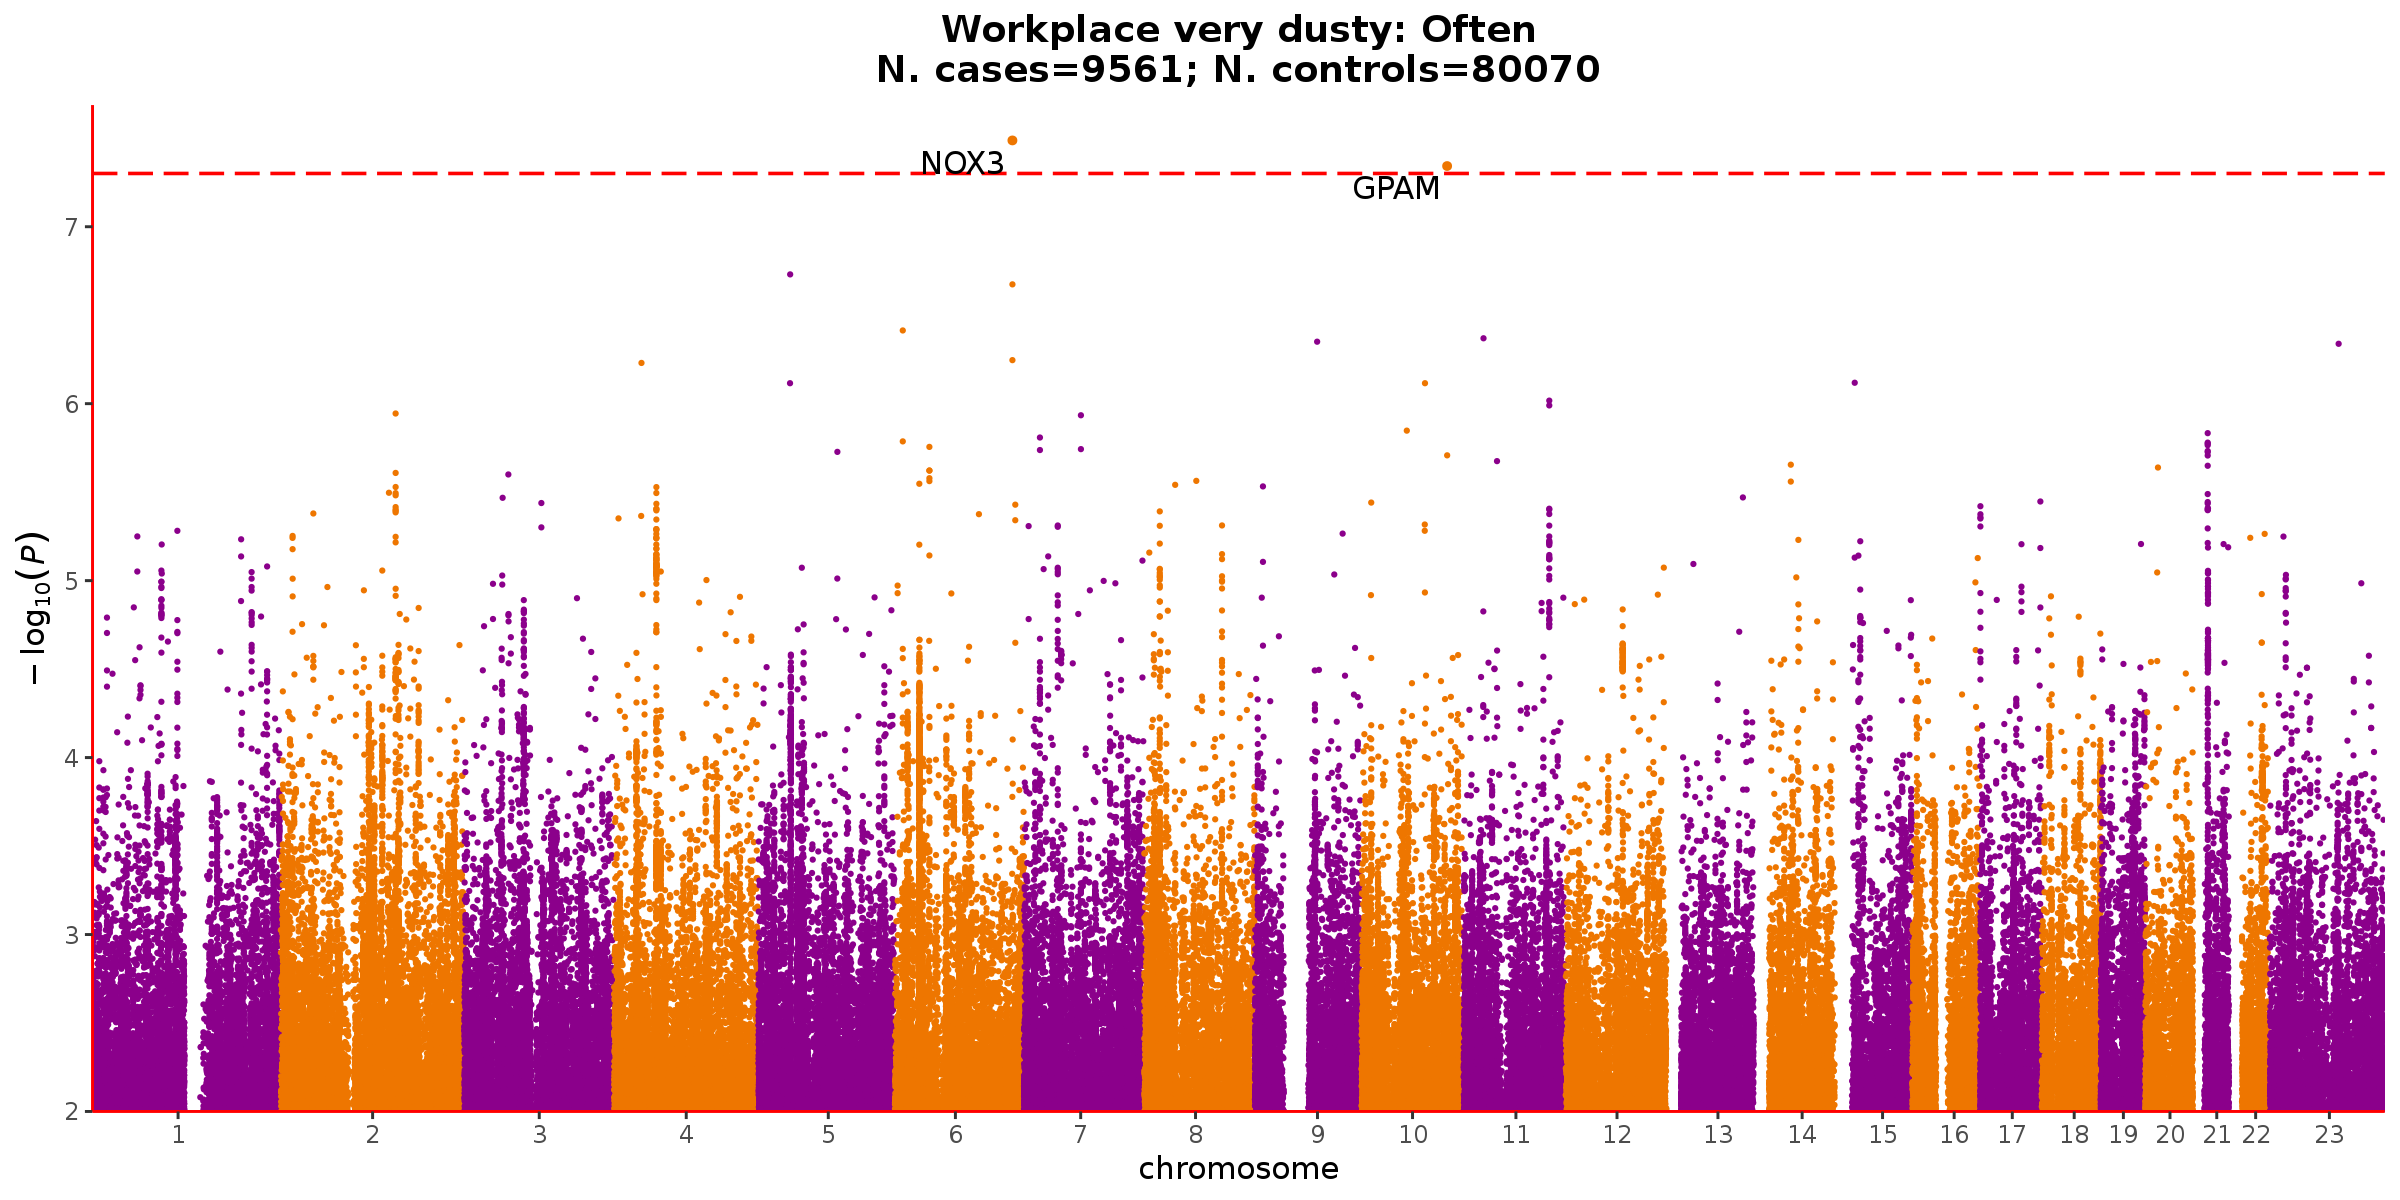 Workplace very dusty: Often
N. cases=9561; N. controls=80070
NOX3
GPAM
7
6
5
4
3
2
−log₁₀(P)
1 2 3 4 5 6 7 8 9 10 11 12 13 14 15 16 17 18 19 20 21 22 23
chromosome